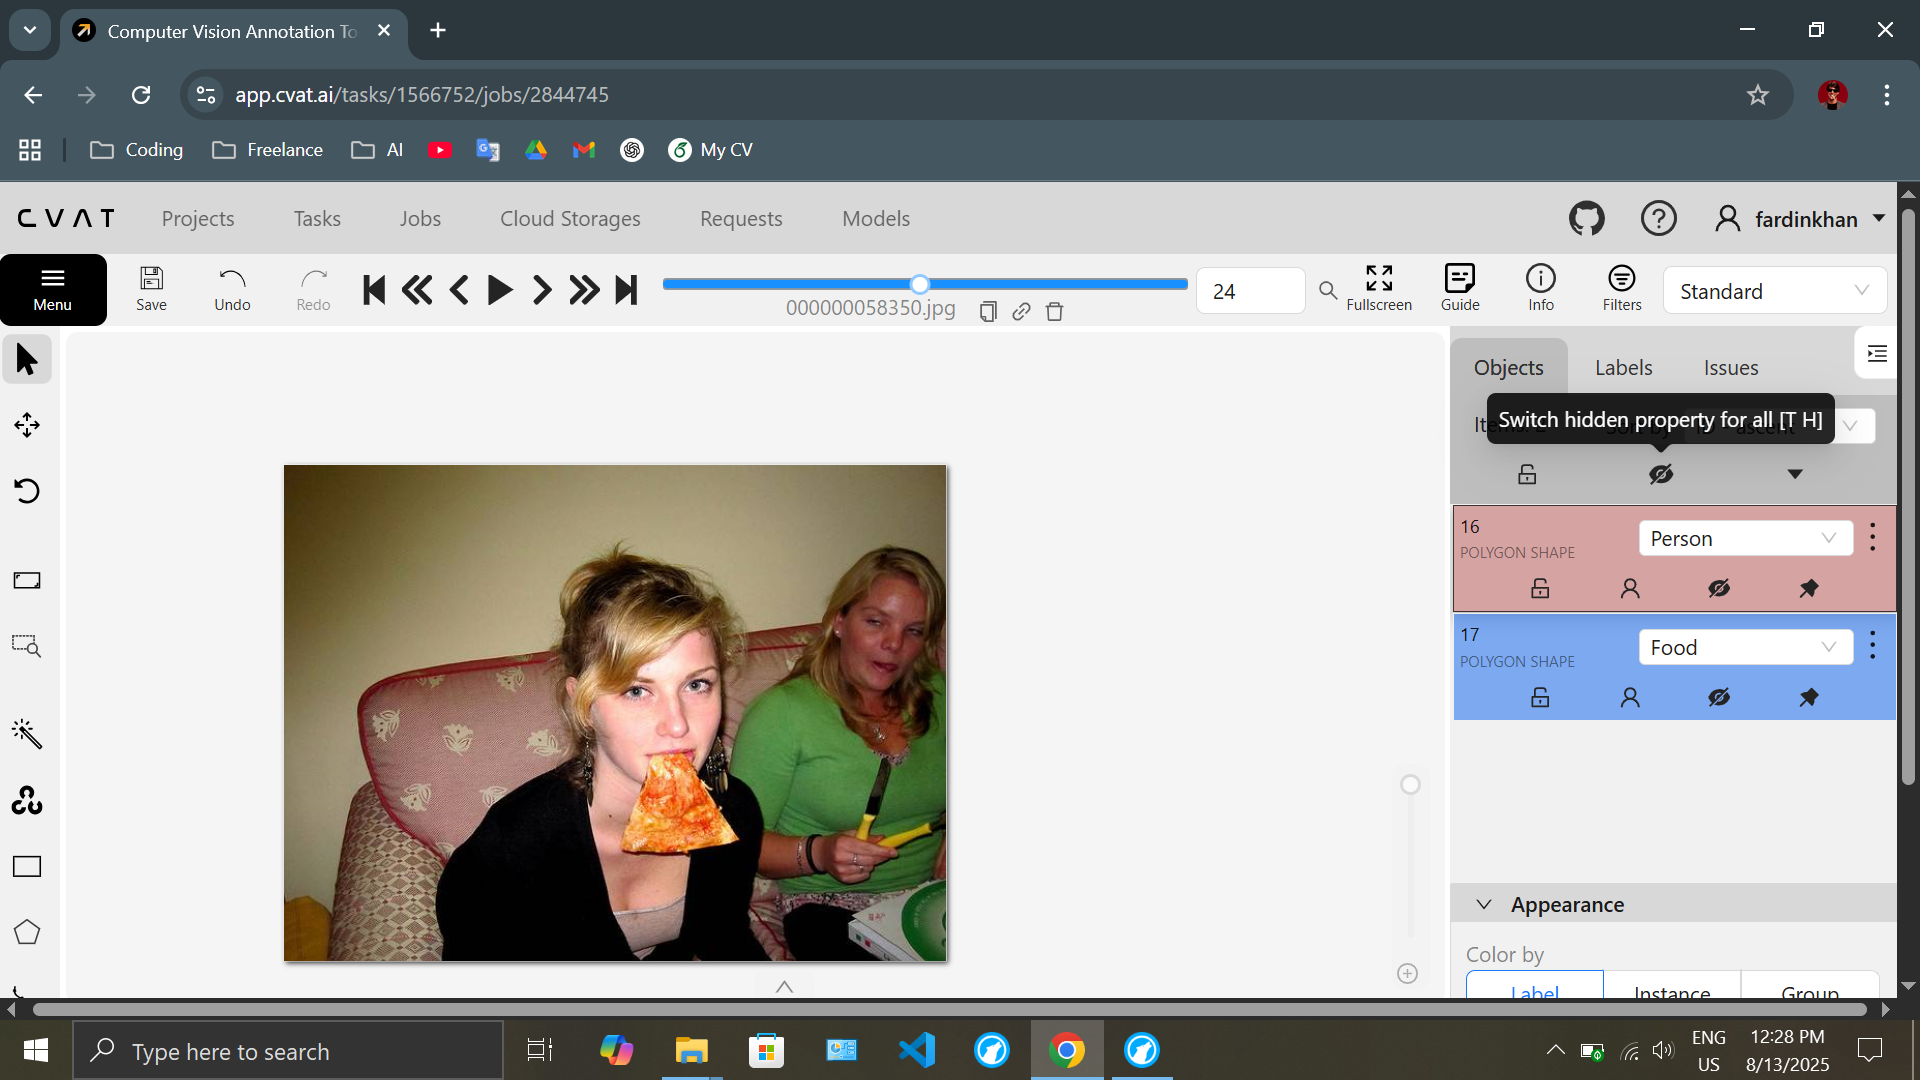 Computer Vision Annotation To
app.cvat.ai/tasks/1566752/jobs/2844745
Coding
Freelance
AI
My CV
CVAT
Projects
Tasks
Jobs
Cloud Storages
Requests
Models
fardinkhan
Menu
Save
Undo
Redo
000000058350.jpg
24
Fullscreen
Guide
Info
Filters
Standard
Objects
Labels
Issues
Switch hidden property for all [T H]
16
POLYGON SHAPE
Person
17
POLYGON SHAPE
Food
Appearance
Color by
Label
Instance
Group
Type here to search
ENG
US
12:28 PM
8/13/2025